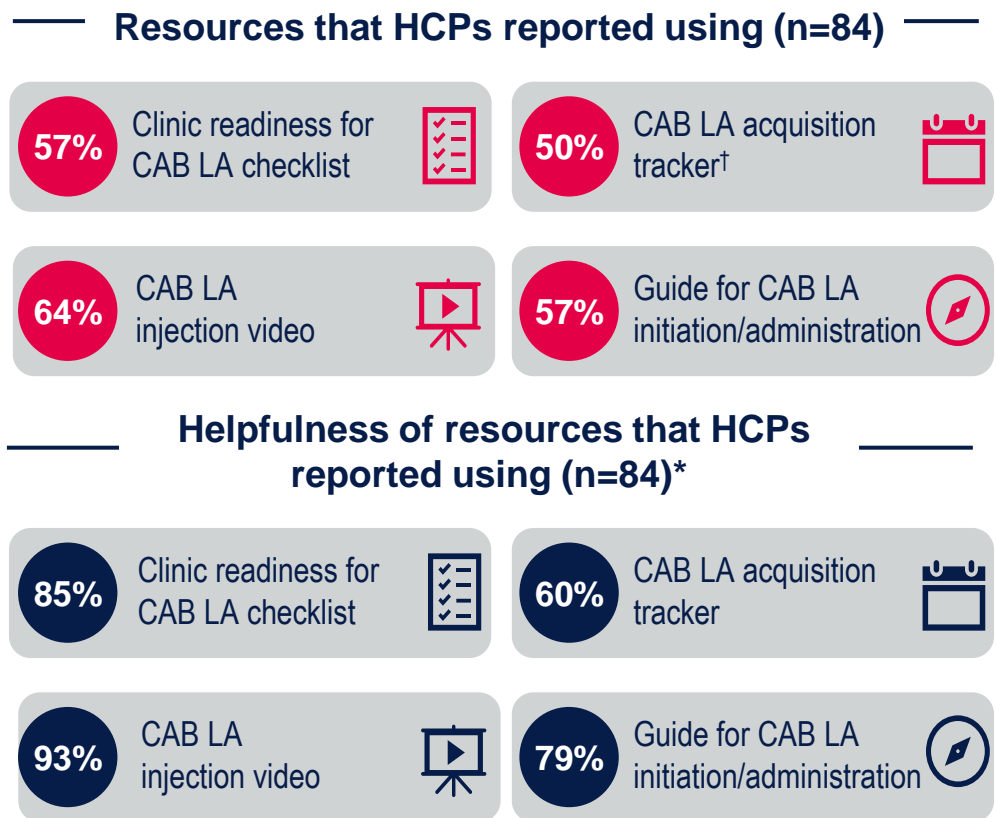 Resources that HCPs reported using (n=84)
57%
Clinic readiness for
CAB LA checklist
50%
CAB LA acquisition
tracker†
64%
CAB LA
injection video
57%
Guide for CAB LA
initiation/administration
Helpfulness of resources that HCPs
reported using (n=84)*
85%
Clinic readiness for
CAB LA checklist
60%
CAB LA acquisition
tracker
93%
CAB LA
injection video
79%
Guide for CAB LA
initiation/administration